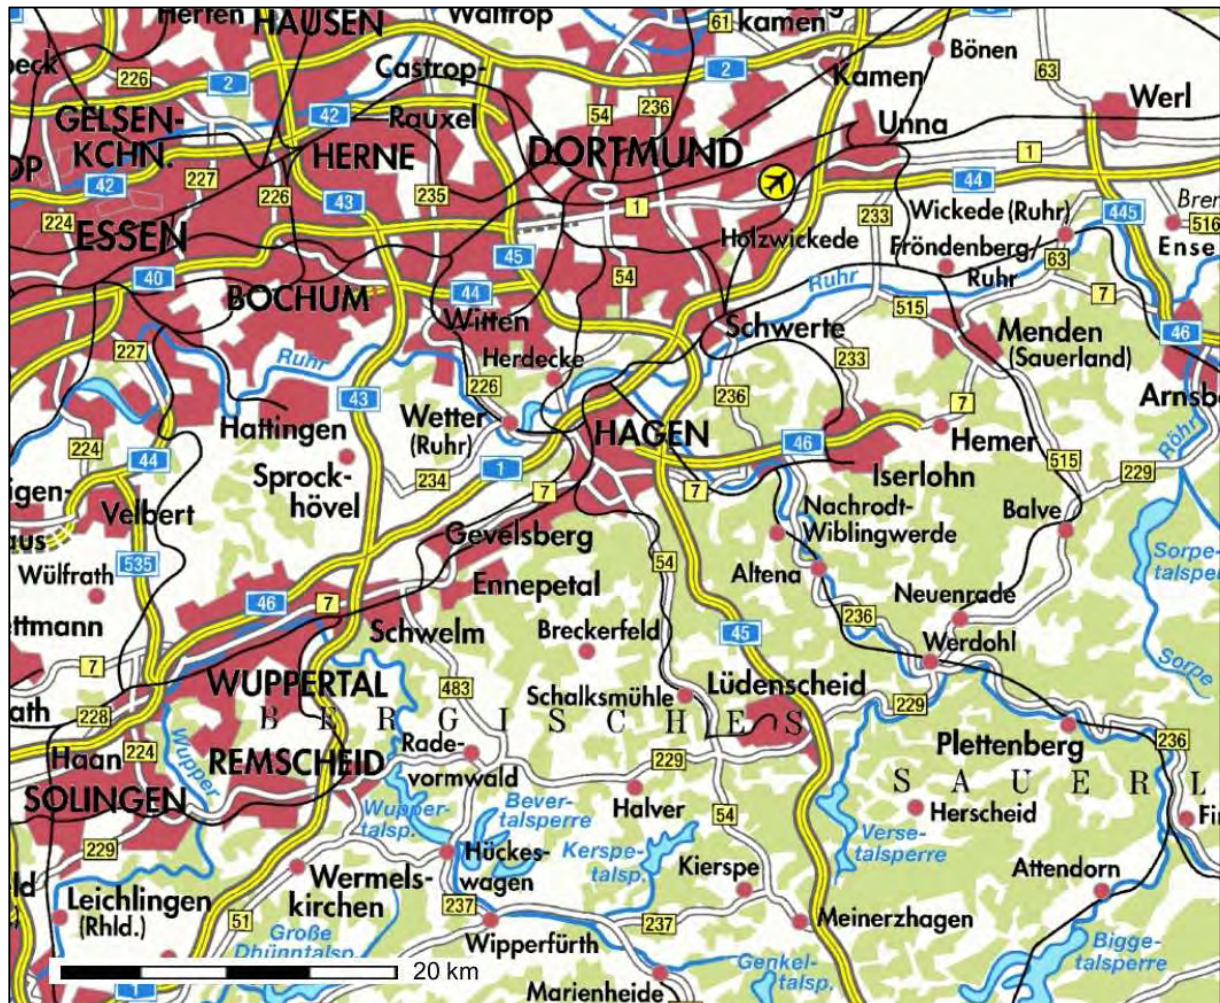 Herten
HAUSEN
Waltrop
61
kamen
Bönen
Kamen
63
Werl
226
2
Castrop-
Rauxel
2
54
236
Unna
GELSEN-
KCHN.
42
HERNE
DORTMUND
1
44
42
227
226
43
235
1
233
Wickede (Ruhr)
445
516
Ense
224
ESSEN
45
Holzwickede
Fröndenberg/
Ruhr
63
40
BOCHUM
44
54
Ruhr
515
7
Witten
Schwerte
Menden
(Sauerland)
46
227
Ruhr
Herdecke
226
233
236
43
Wetter
(Ruhr)
HAGEN
46
7
Hemer
Röhr
224
Hattingen
44
Sprock-
hövel
234
1
7
7
Iserlohn
515
229
Velbert
Gevelsberg
Nachrodt-
Wiblingwerde
Balve
Wülfrath
535
Ennepetal
54
Altena
Neuenrade
46
7
Schwelm
Breckerfeld
45
236
Werdohl
Sorpe
7
WUPPERTAL
483
Schalksmühle
Lüdenscheid
229
228
BERGISCHES
Plettenberg
236
Haan
224
Wupper
REMSCHEID
Rade-
vormwald
229
SOLINGEN
Wupper-
talsp.
Bever-
talsperre
Halver
54
Herscheid
229
Hückes-
wagen
Kerspe-
talsp.
Kierspe
Verse-
talsperre
Attendorn
Leichlingen
(Rhld.)
Wermels-
kirchen
51
237
237
Meinerzhagen
Große
Dhünntalsp.
Wipperfürth
Bigge-
talsperre
20 km
1
Genkel-
talsp.
Marienheide